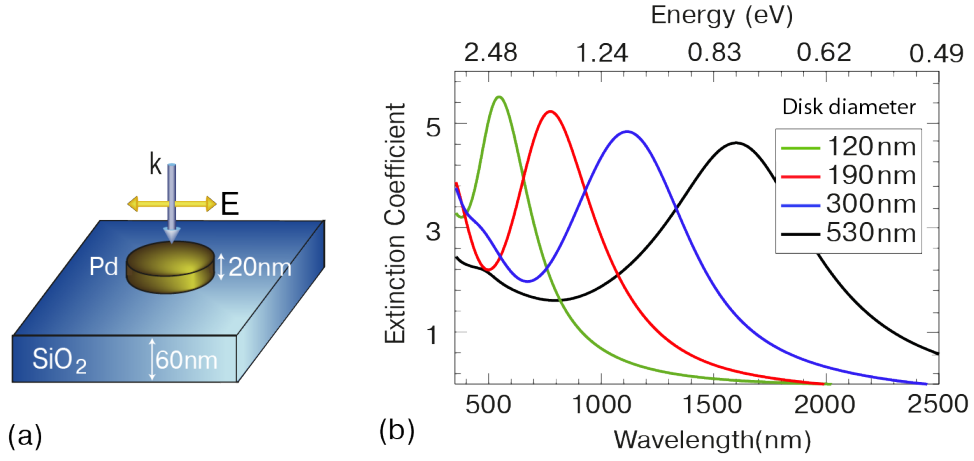 (a)
k
E
Pd
20nm
SiO2
60nm
(b)
Energy (eV)
2.48 1.24 0.83 0.62 0.49
Extinction Coefficient
5
3
1
Disk diameter
120nm
190nm
300nm
530nm
500 1000 1500 2000 2500
Wavelength(nm)